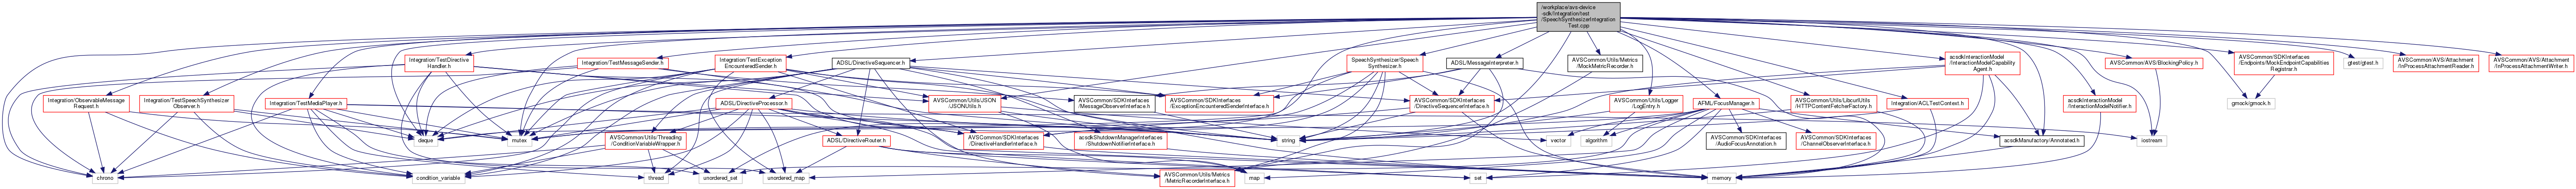 /workplace/avs-device
-sdk/Integration/test
/SpeechSynthesizerIntegration
Test.cpp
Integration/TestDirective
Handler.h
Integration/TestMessageSender.h
Integration/TestException
EncounteredSender.h
ADSL/DirectiveSequencer.h
SpeechSynthesizer/Speech
Synthesizer.h
ADSL/MessageInterpreter.h
AVSCommon/Utils/Metrics
/MockMetricRecorder.h
acsdkInteractionModel
/InteractionModelCapability
Agent.h
AVSCommon/AVS/BlockingPolicy.h
AVSCommon/SDKInterfaces
/Endpoints/MockEndpointCapabilities
Registrar.h
gtest/gtest.h
AVSCommon/AVS/Attachment
/InProcessAttachmentReader.h
AVSCommon/AVS/Attachment
/InProcessAttachmentWriter.h
Integration/ObservableMessage
Request.h
Integration/TestSpeechSynthesizer
Observer.h
Integration/TestMediaPlayer.h
ADSL/DirectiveProcessor.h
AVSCommon/Utils/JSON
/JSONUtils.h
AVSCommon/SDKInterfaces
/MessageObserverInterface.h
AVSCommon/SDKInterfaces
/ExceptionEncounteredSenderInterface.h
AVSCommon/SDKInterfaces
/DirectiveSequencerInterface.h
AVSCommon/Utils/Logger
/LogEntry.h
AFML/FocusManager.h
AVSCommon/Utils/LibcurlUtils
/HTTPContentFetcherFactory.h
Integration/ACLTestContext.h
acsdkInteractionModel
/InteractionModelNotifier.h
gmock/gmock.h
deque
mutex
AVSCommon/Utils/Threading
/ConditionVariableWrapper.h
ADSL/DirectiveRouter.h
AVSCommon/SDKInterfaces
/DirectiveHandlerInterface.h
acsdkShutdownManagerInterfaces
/ShutdownNotifierInterface.h
string
vector
algorithm
AVSCommon/SDKInterfaces
/AudioFocusAnnotation.h
AVSCommon/SDKInterfaces
/ChannelObserverInterface.h
acsdkManufactory/Annotated.h
iostream
chrono
condition_variable
thread
unordered_set
unordered_map
AVSCommon/Utils/Metrics
/MetricRecorderInterface.h
map
set
memory